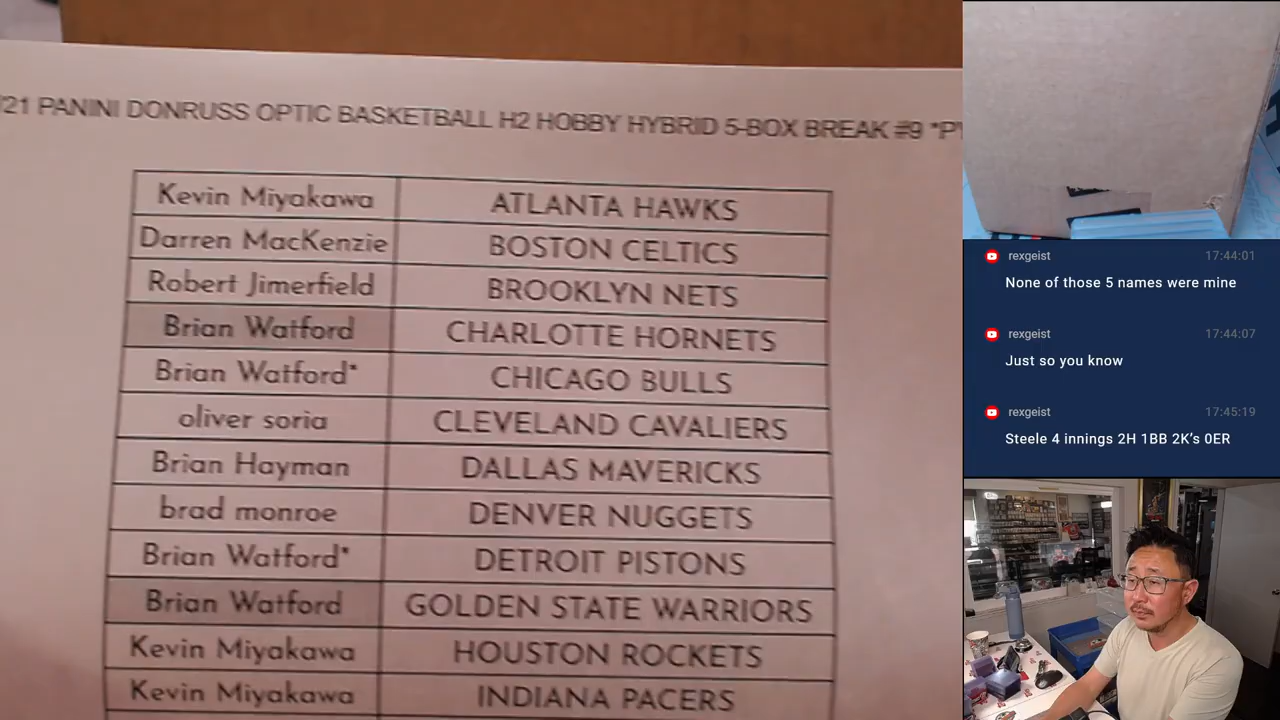 /21 PANINI DONRUSS OPTIC BASKETBALL H2 HOBBY HYBRID 5-BOX BREAK #9
Kevin Miyakawa ATLANTA HAWKS
Darren MacKenzie BOSTON CELTICS
Robert Jimerfield BROOKLYN NETS
Brian Watford CHARLOTTE HORNETS
Brian Watford* CHICAGO BULLS
oliver soria CLEVELAND CAVALIERS
Brian Hayman DALLAS MAVERICKS
brad monroe DENVER NUGGETS
Brian Watford* DETROIT PISTONS
Brian Watford GOLDEN STATE WARRIORS
Kevin Miyakawa HOUSTON ROCKETS
Kevin Miyakawa INDIANA PACERS
rexgeist 17:44:01
None of those 5 names were mine
rexgeist 17:44:07
Just so you know
rexgeist 17:45:19
Steele 4 innings 2H 1BB 2K's 0ER